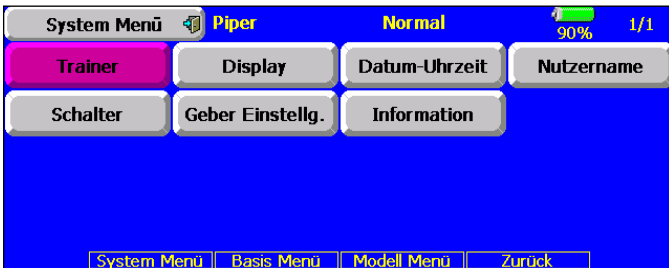 System Menü Piper Normal 90% 1/1
Trainer Display Datum-Uhrzeit Nutzername
Schalter Geber Einstellg. Information
System Menü Basis Menü Modell Menü Zurück